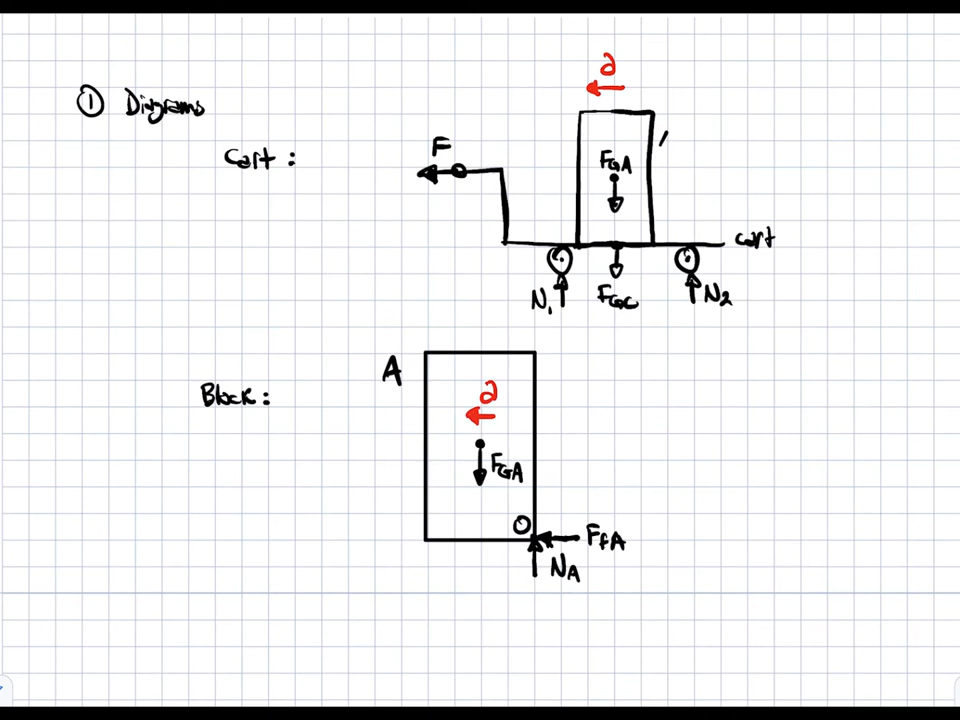 ① Diagrams
a
Cart :
F
FGA
cart
N1
FGC
N2
A
Block:
a
FGA
O
FfA
NA